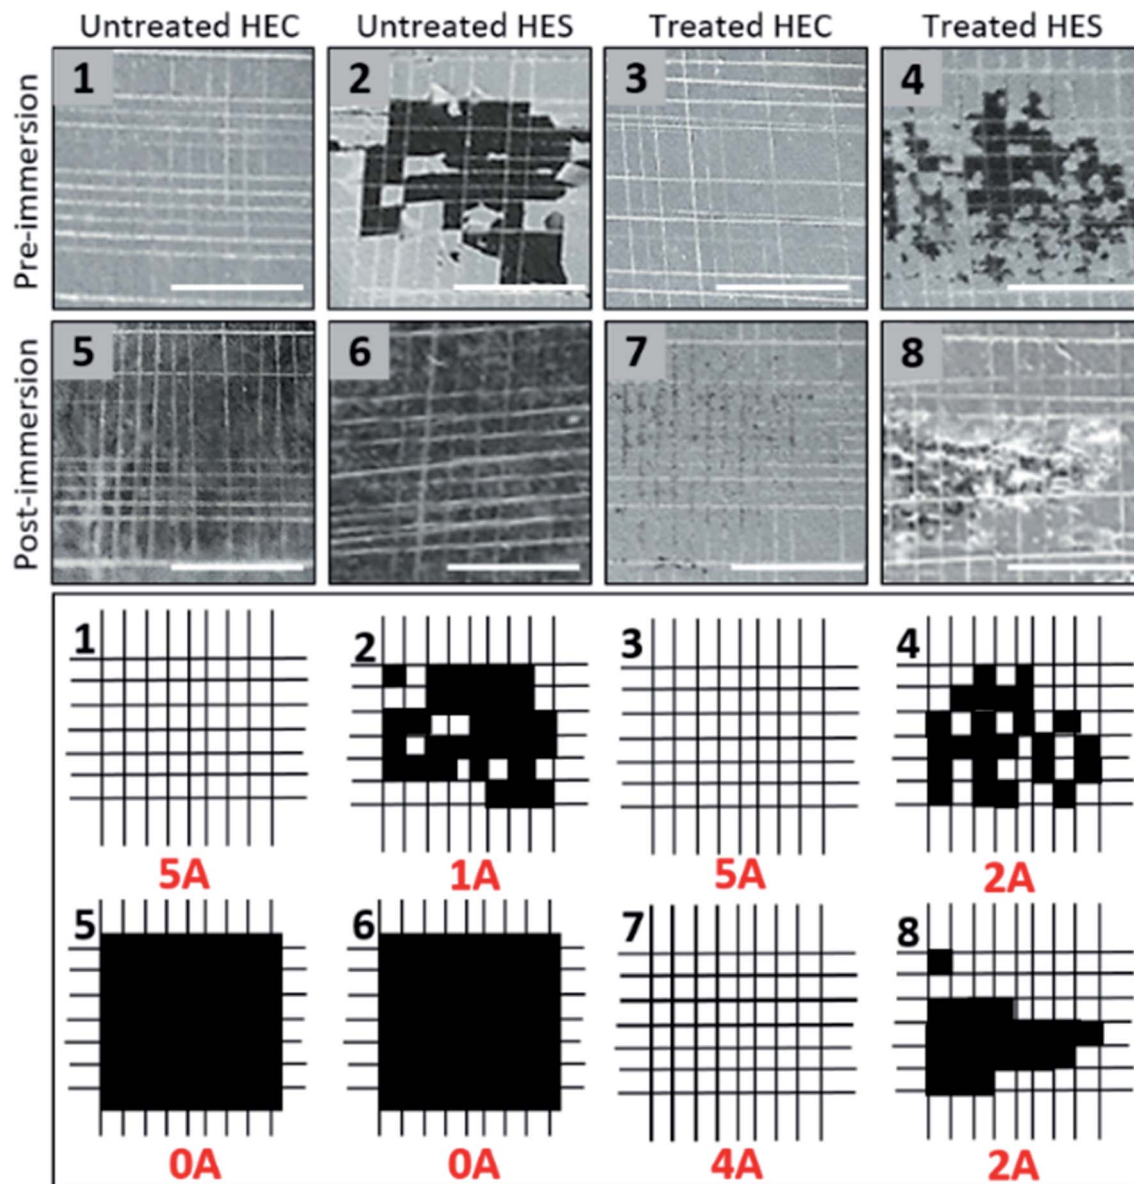 Untreated HEC Untreated HES Treated HEC Treated HES
Pre-immersion
1 2 3 4
Post-immersion
5 6 7 8
1 2 3 4
5A 1A 5A 2A
5 6 7 8
0A 0A 4A 2A